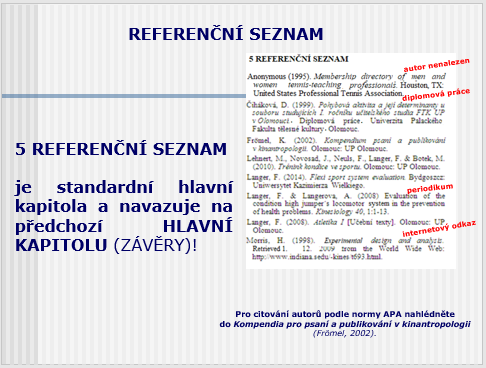 REFERENČNÍ SEZNAM
5 REFERENČNÍ SEZNAM
je standardní hlavní
kapitola a navazuje na
předchozí HLAVNÍ
KAPITOLU (ZÁVĚRY)!
5 REFERENČNÍ SEZNAM
autor nenalezen
Anonymous (1995). Membership directory of men and
women tennis-teaching professionals. Houston, TX:
United States Professional Tennis Association.
diplomová práce
Čiháková, D. (1999). Pohybová aktivita a její determinanty u
souboru studujících 1. ročníku učitelského studia FTK UP
v Olomouci. Diplomová práce. Univerzita Palackého
Fakulta tělesné kultury. Olomouc.
Frömel, K. (2002). Kompendium psaní a publikování
v kinantropologii. Olomouc: UP Olomouc.
Lehnert, M., Novosad, J., Neuls, F., Langer, F. & Botek, M.
(2010). Trénink kondice ve sportu. Olomouc: UP Olomouc.
Langer, F. (2014). Flexi sport system evaluation. Bydgoszcz:
Uniwersytet Kazimierza Wielkiego.
periodikum
Langer, F. & Langerova, A. (2008) Evaluation of the
condition high jumper's locomotor system in the prevention
of health problems. Kinesiology 40, 1:1-13.
Langer, F. (2008). Atletika I [Učební texty]. Olomouc: UP
Olomouc.
internetový odkaz
Morris, H. (1998). Experimental design and analysis.
Retrieved 1. 12. 2009 from the World Wide Web:
http://www.indiana.sedu/-kines/t693.html.
Pro citování autorů podle normy APA nahlédněte
do Kompendia pro psaní a publikování v kinantropologii
(Frömel, 2002).